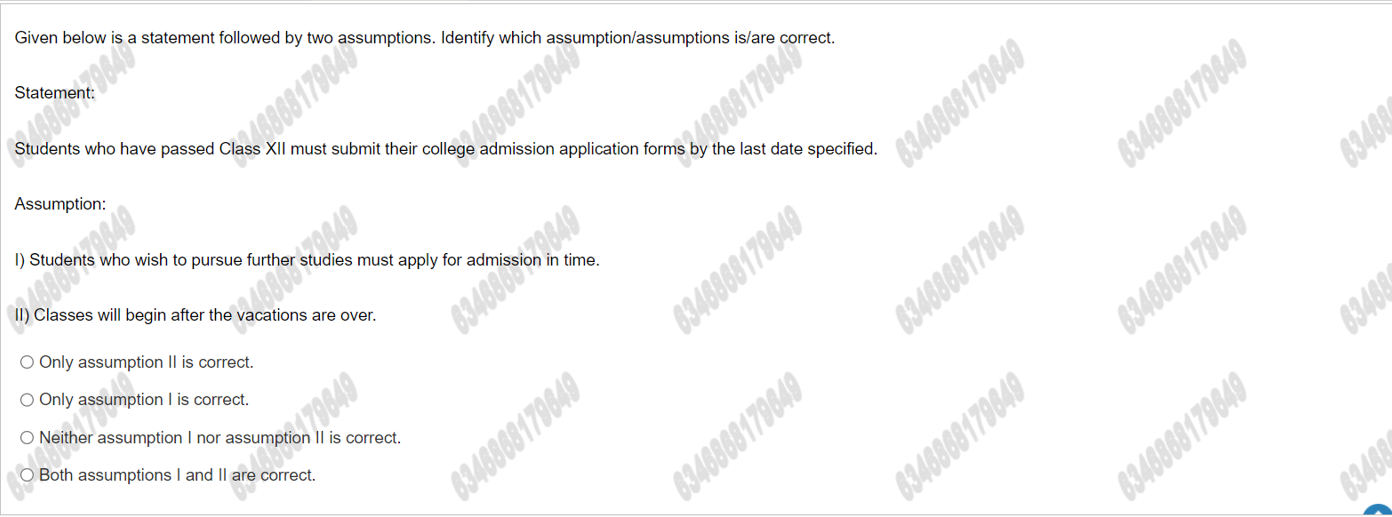 Given below is a statement followed by two assumptions. Identify which assumption/assumptions is/are correct.
Statement:
Students who have passed Class XII must submit their college admission application forms by the last date specified.
Assumption:
I) Students who wish to pursue further studies must apply for admission in time.
II) Classes will begin after the vacations are over.
Only assumption II is correct.
Only assumption I is correct.
Neither assumption I nor assumption II is correct.
Both assumptions I and II are correct.